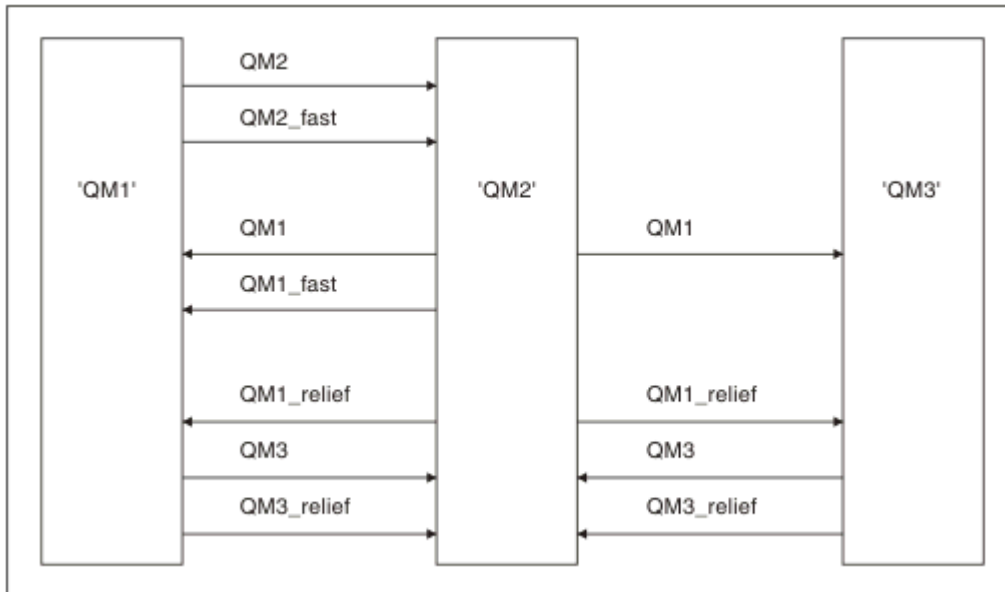 QM2
QM2_fast
'QM1'
'QM2'
'QM3'
QM1
QM1
QM1_fast
QM1_relief
QM1_relief
QM3
QM3
QM3_relief
QM3_relief